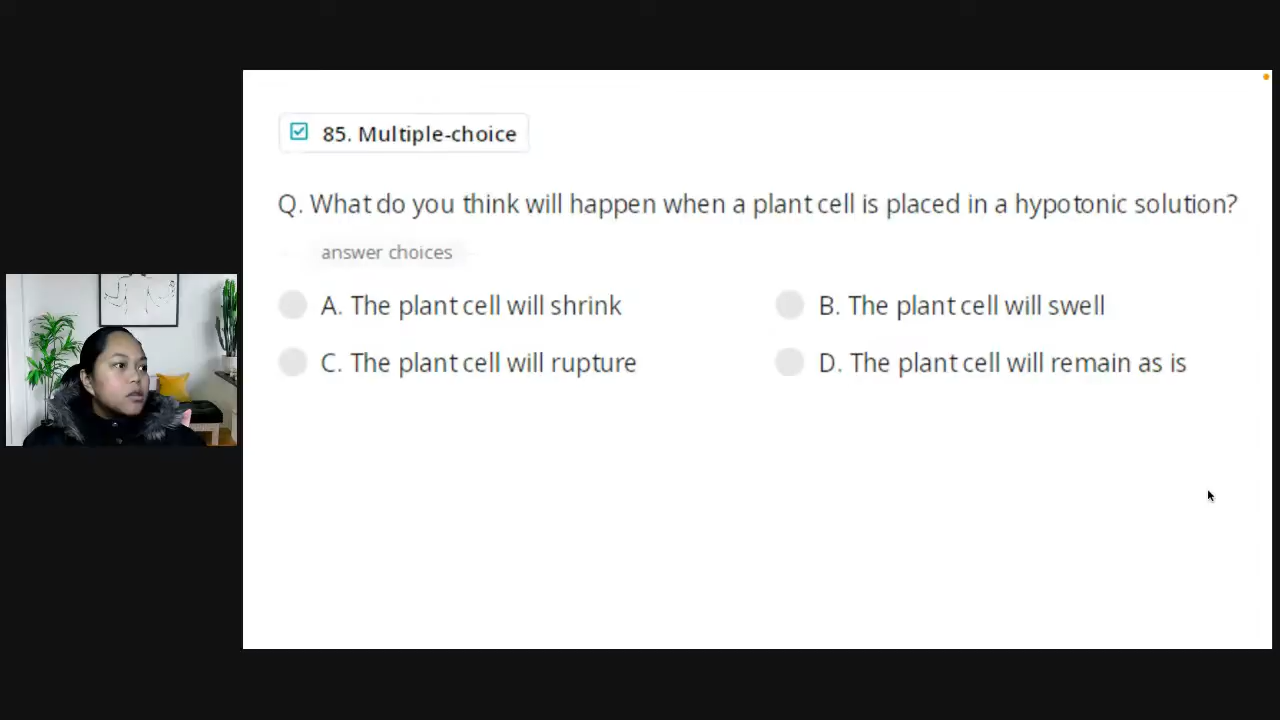 85. Multiple-choice
Q. What do you think will happen when a plant cell is placed in a hypotonic solution?
answer choices
A. The plant cell will shrink
B. The plant cell will swell
C. The plant cell will rupture
D. The plant cell will remain as is